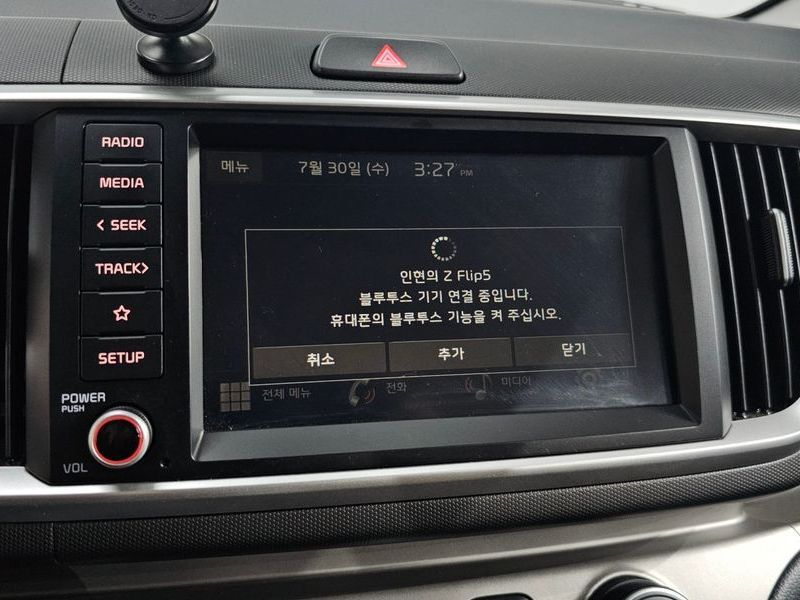 RADIO
MEDIA
< SEEK
TRACK>
SETUP
POWER
PUSH
VOL
메뉴
7월 30일 (수)
3:27 PM
인현의 Z Flip5
블루투스 기기 연결 중입니다.
휴대폰의 블루투스 기능을 켜 주십시오.
취소
추가
닫기
전체 메뉴
전화
미디어